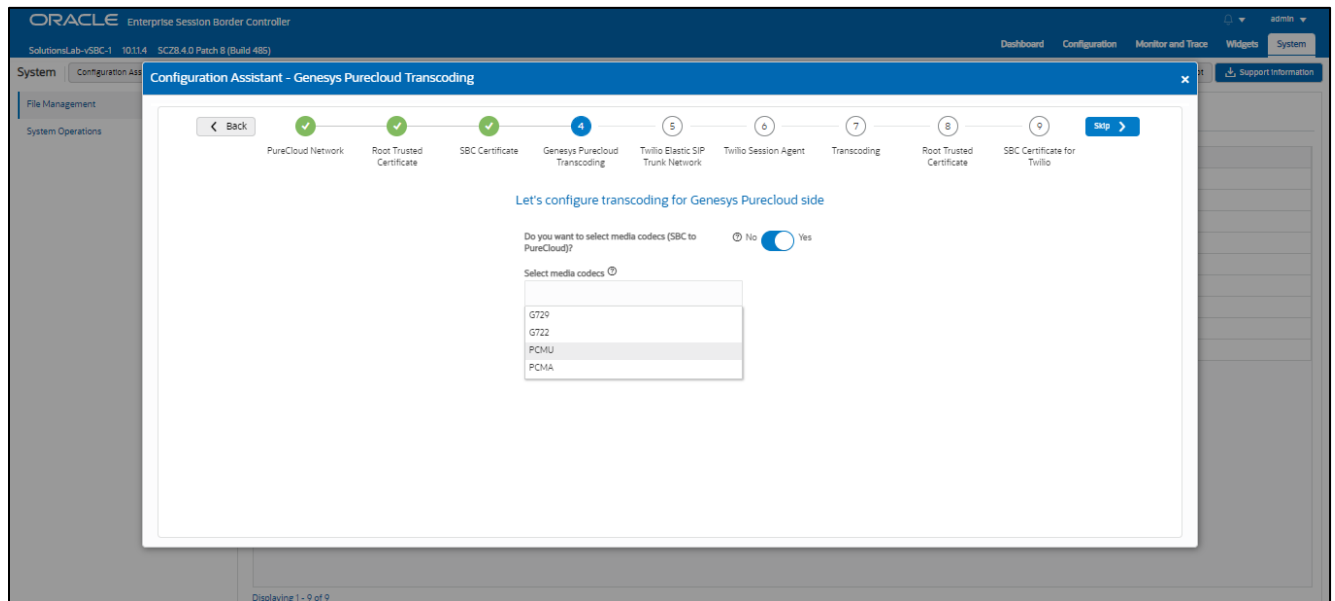 ORACLE Enterprise Session Border Controller
admin
SolutionsLab-vSBC-1 10.1.1.4 SCZ8.4.0 Patch 8 (Build 485)
Dashboard Configuration Monitor and Trace Widgets System
System Configuration Ass
Support Information
Configuration Assistant - Genesys Purecloud Transcoding
×
File Management
System Operations
Back
4 5 6 7 8 9
Skip
PureCloud Network
Root Trusted
Certificate
SBC Certificate
Genesys Purecloud
Transcoding
Twilio Elastic SIP
Trunk Network
Twilio Session Agent
Transcoding
Root Trusted
Certificate
SBC Certificate for
Twilio
Let's configure transcoding for Genesys Purecloud side
Do you want to select media codecs (SBC to
PureCloud)?
? No Yes
Select media codecs ?
G729
G722
PCMU
PCMA
Displaying 1 - 9 of 9